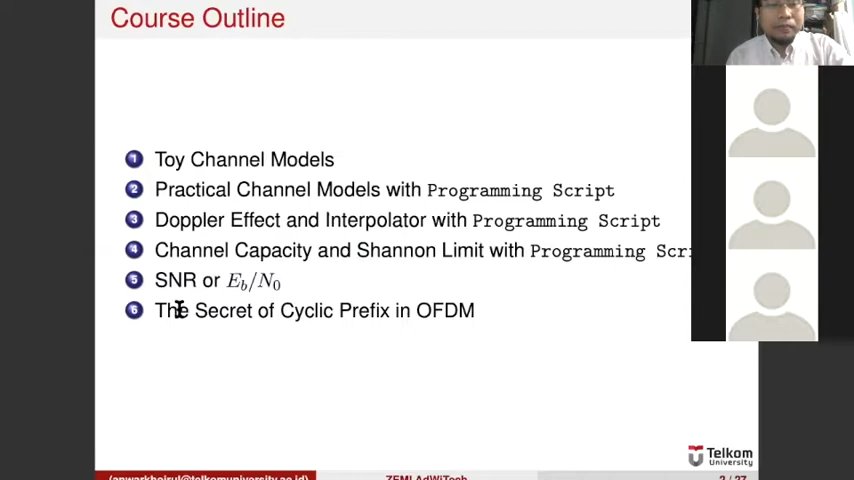 Course Outline
1 Toy Channel Models
2 Practical Channel Models with Programming Script
3 Doppler Effect and Interpolator with Programming Script
4 Channel Capacity and Shannon Limit with Programming Scri
5 SNR or E_b/N_0
6 The Secret of Cyclic Prefix in OFDM
Telkom
University
(anwarkhoirul@telkomuniversity.ac.id) ZEMI AdWiTech 2 / 27